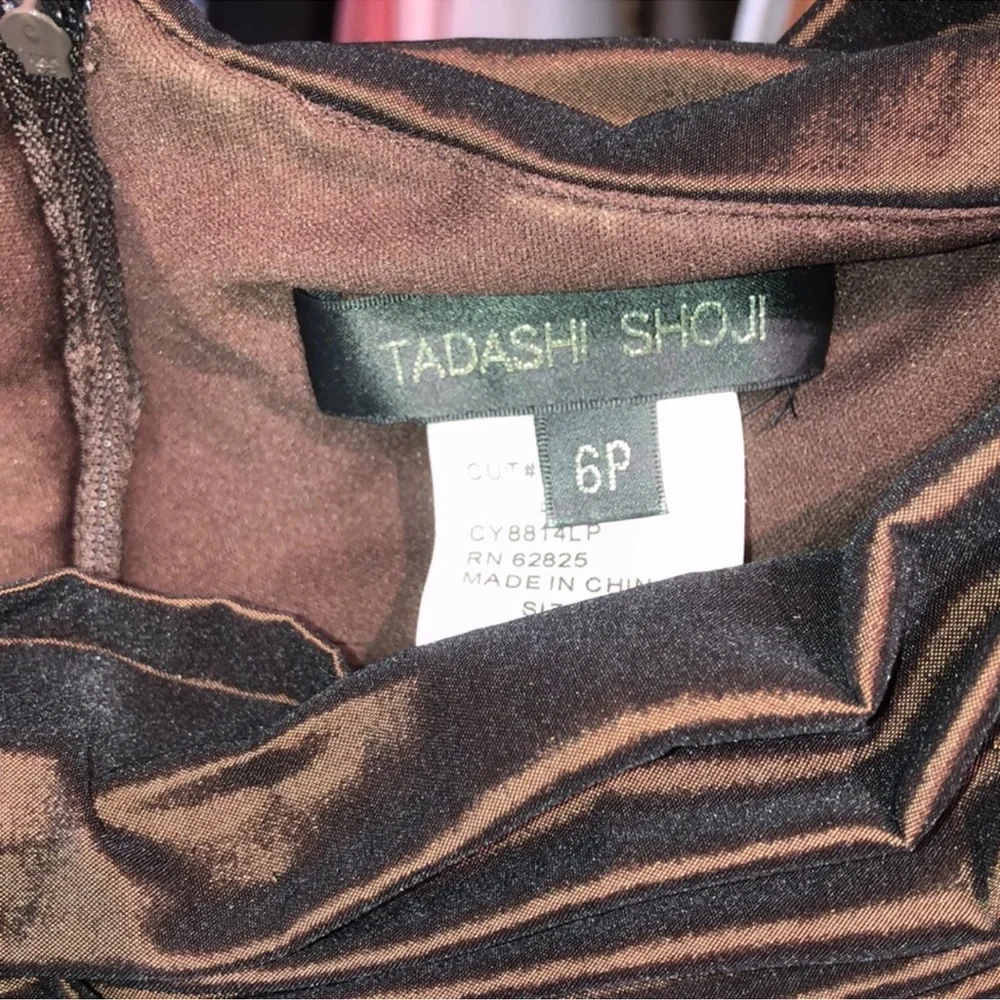 TADASHI SHOJI
6P
CUT#
CY8814LP
RN 62825
MADE IN CHIN